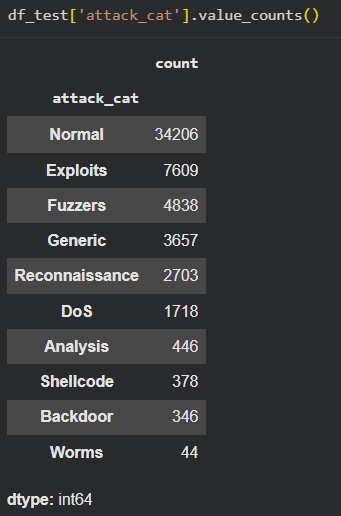 df_test['attack_cat'].value_counts()
count
attack_cat
Normal 34206
Exploits 7609
Fuzzers 4838
Generic 3657
Reconnaissance 2703
DoS 1718
Analysis 446
Shellcode 378
Backdoor 346
Worms 44
dtype: int64